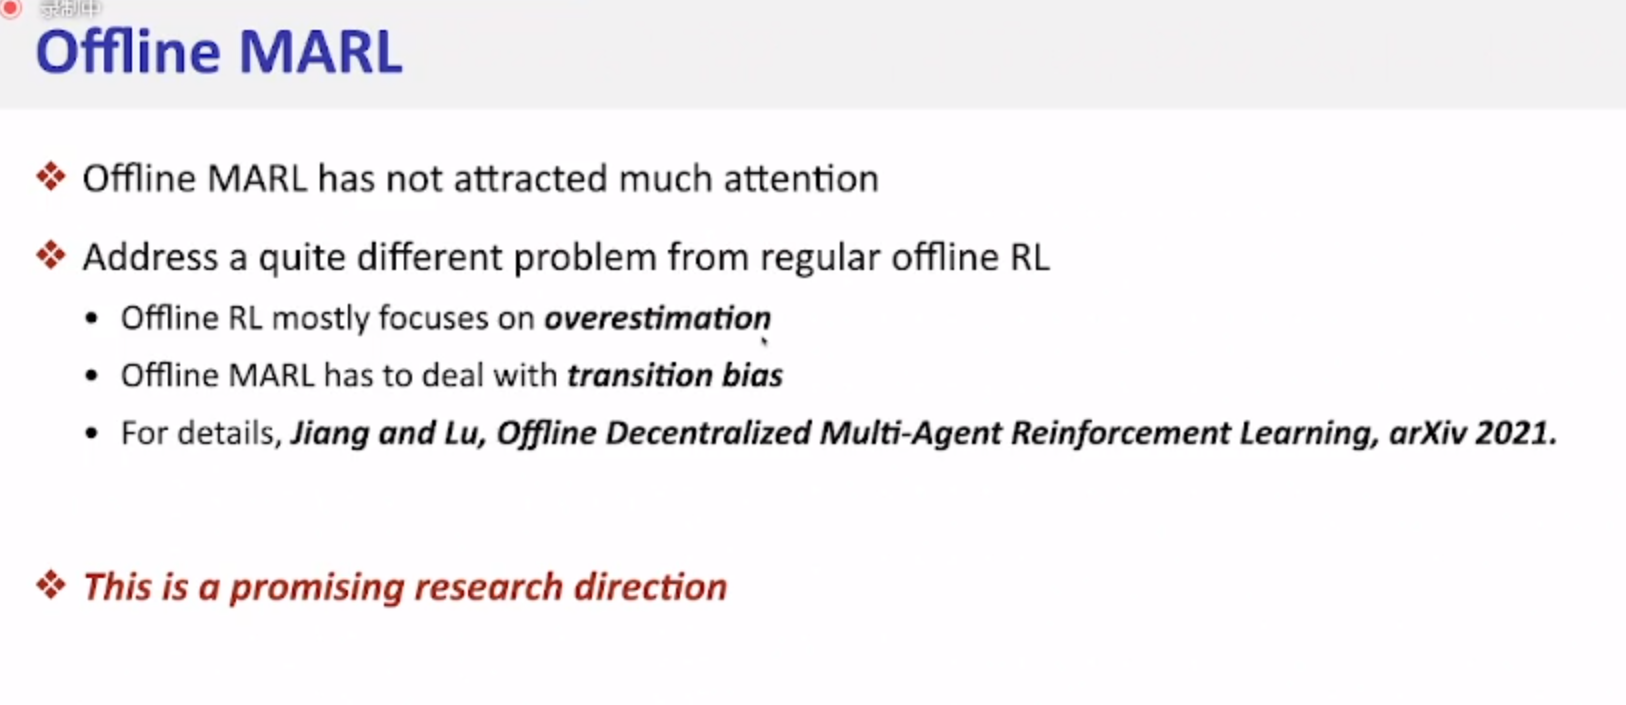 录制中
Offline MARL
Offline MARL has not attracted much attention
Address a quite different problem from regular offline RL
Offline RL mostly focuses on overestimation
Offline MARL has to deal with transition bias
For details, Jiang and Lu, Offline Decentralized Multi-Agent Reinforcement Learning, arXiv 2021.
This is a promising research direction